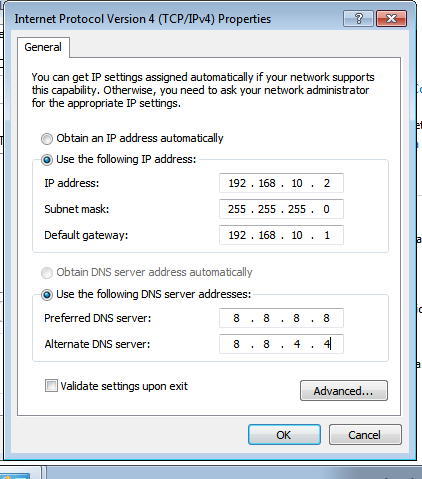 Internet Protocol Version 4 (TCP/IPv4) Properties
General
You can get IP settings assigned automatically if your network supports
this capability. Otherwise, you need to ask your network administrator
for the appropriate IP settings.
Obtain an IP address automatically
Use the following IP address:
IP address: 192 . 168 . 10 . 2
Subnet mask: 255 . 255 . 255 . 0
Default gateway: 192 . 168 . 10 . 1
Obtain DNS server address automatically
Use the following DNS server addresses:
Preferred DNS server: 8 . 8 . 8 . 8
Alternate DNS server: 8 . 8 . 4 . 4
Validate settings upon exit
Advanced...
OK Cancel